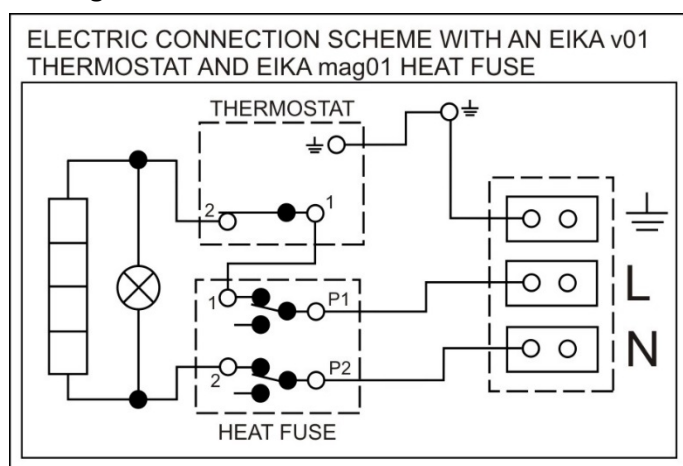 ELECTRIC CONNECTION SCHEME WITH AN EIKA v01
THERMOSTAT AND EIKA mag01 HEAT FUSE
THERMOSTAT
2
1
1
P1
L
2
P2
N
HEAT FUSE